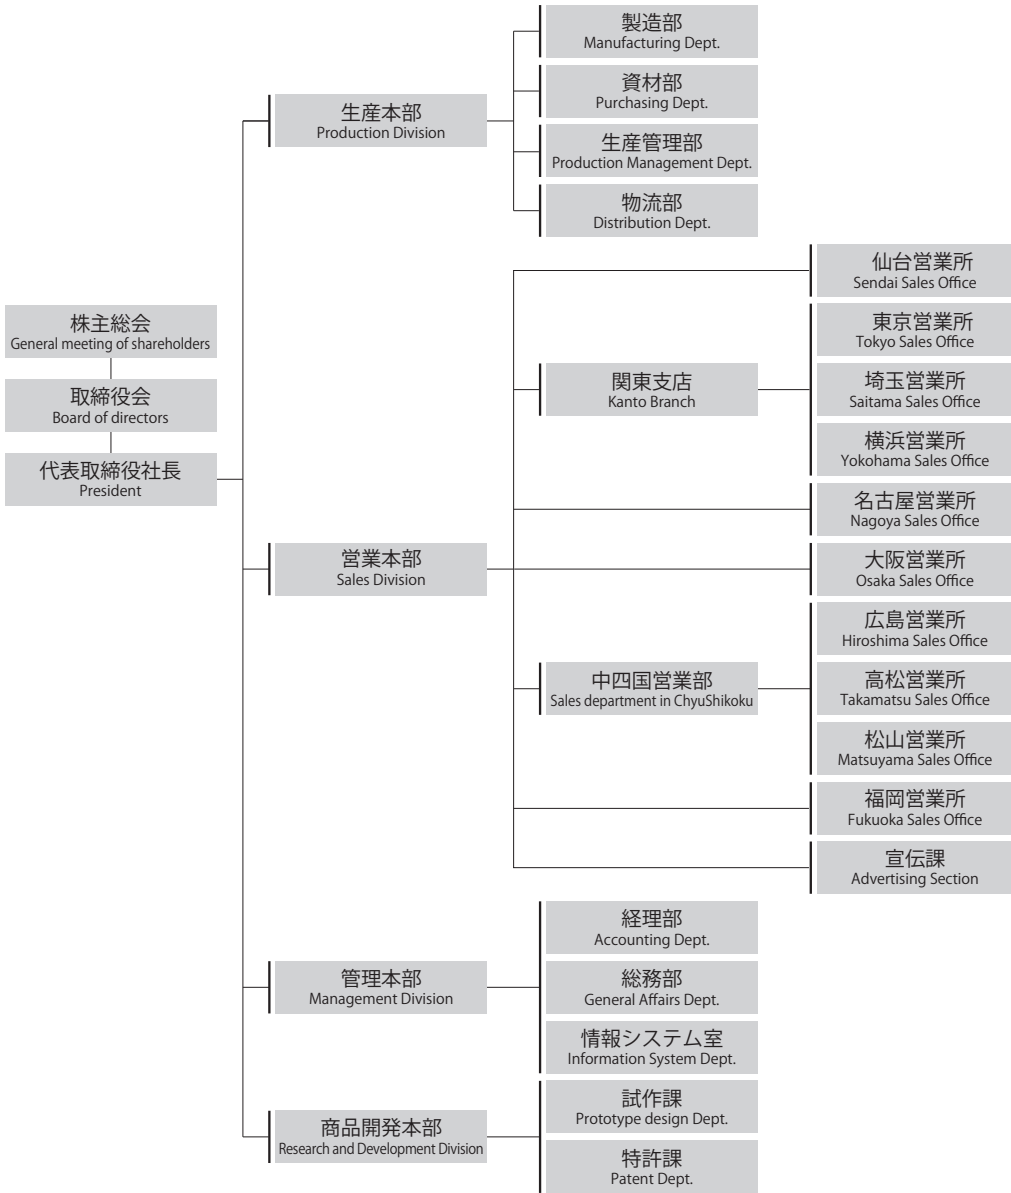 株主総会
General meeting of shareholders
取締役会
Board of directors
代表取締役社長
President
生産本部
Production Division
製造部
Manufacturing Dept.
資材部
Purchasing Dept.
生産管理部
Production Management Dept.
物流部
Distribution Dept.
営業本部
Sales Division
仙台営業所
Sendai Sales Office
関東支店
Kanto Branch
東京営業所
Tokyo Sales Office
埼玉営業所
Saitama Sales Office
横浜営業所
Yokohama Sales Office
名古屋営業所
Nagoya Sales Office
大阪営業所
Osaka Sales Office
中四国営業部
Sales department in ChyuShikoku
広島営業所
Hiroshima Sales Office
高松営業所
Takamatsu Sales Office
松山営業所
Matsuyama Sales Office
福岡営業所
Fukuoka Sales Office
宣伝課
Advertising Section
管理本部
Management Division
経理部
Accounting Dept.
総務部
General Affairs Dept.
情報システム室
Information System Dept.
商品開発本部
Research and Development Division
試作課
Prototype design Dept.
特許課
Patent Dept.